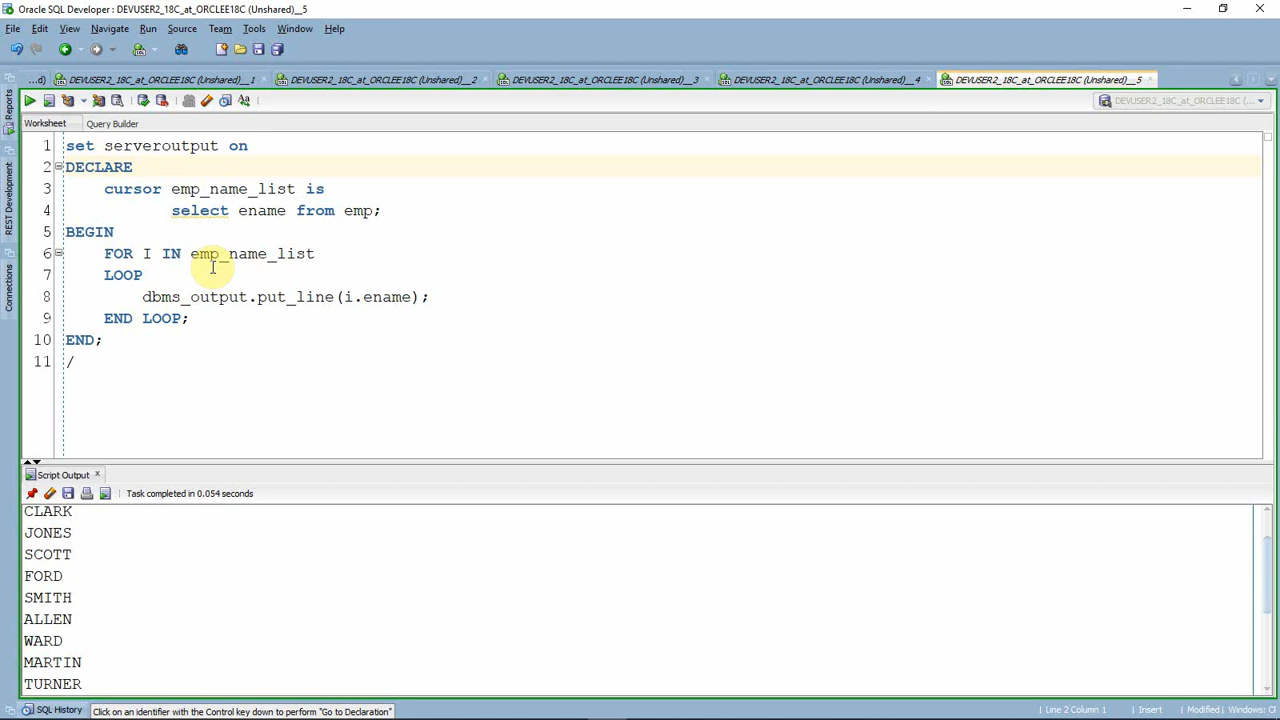 Oracle SQL Developer : DEVUSER2_18C_at_ORCLEE18C (Unshared)__5
File Edit View Navigate Run Source Team Tools Window Help
...d) DEVUSER2_18C_at_ORCLEE18C (Unshared)__1 DEVUSER2_18C_at_ORCLEE18C (Unshared)__2 DEVUSER2_18C_at_ORCLEE18C (Unshared)__3 DEVUSER2_18C_at_ORCLEE18C (Unshared)__4 DEVUSER2_18C_at_ORCLEE18C (Unshared)__5
Reports
REST Development
Connections
DEVUSER2_18C_at_ORCLEE18C (...
Worksheet Query Builder
1 set serveroutput on
2 DECLARE
3 cursor emp_name_list is
4 select ename from emp;
5 BEGIN
6 FOR I IN emp_name_list
7 LOOP
8 dbms_output.put_line(i.ename);
9 END LOOP;
10 END;
11 /
Script Output x
Task completed in 0.054 seconds
CLARK
JONES
SCOTT
FORD
SMITH
ALLEN
WARD
MARTIN
TURNER
SQL History Click on an identifier with the Control key down to perform "Go to Declaration" Line 2 Column 1 Insert Modified Windows: Cl